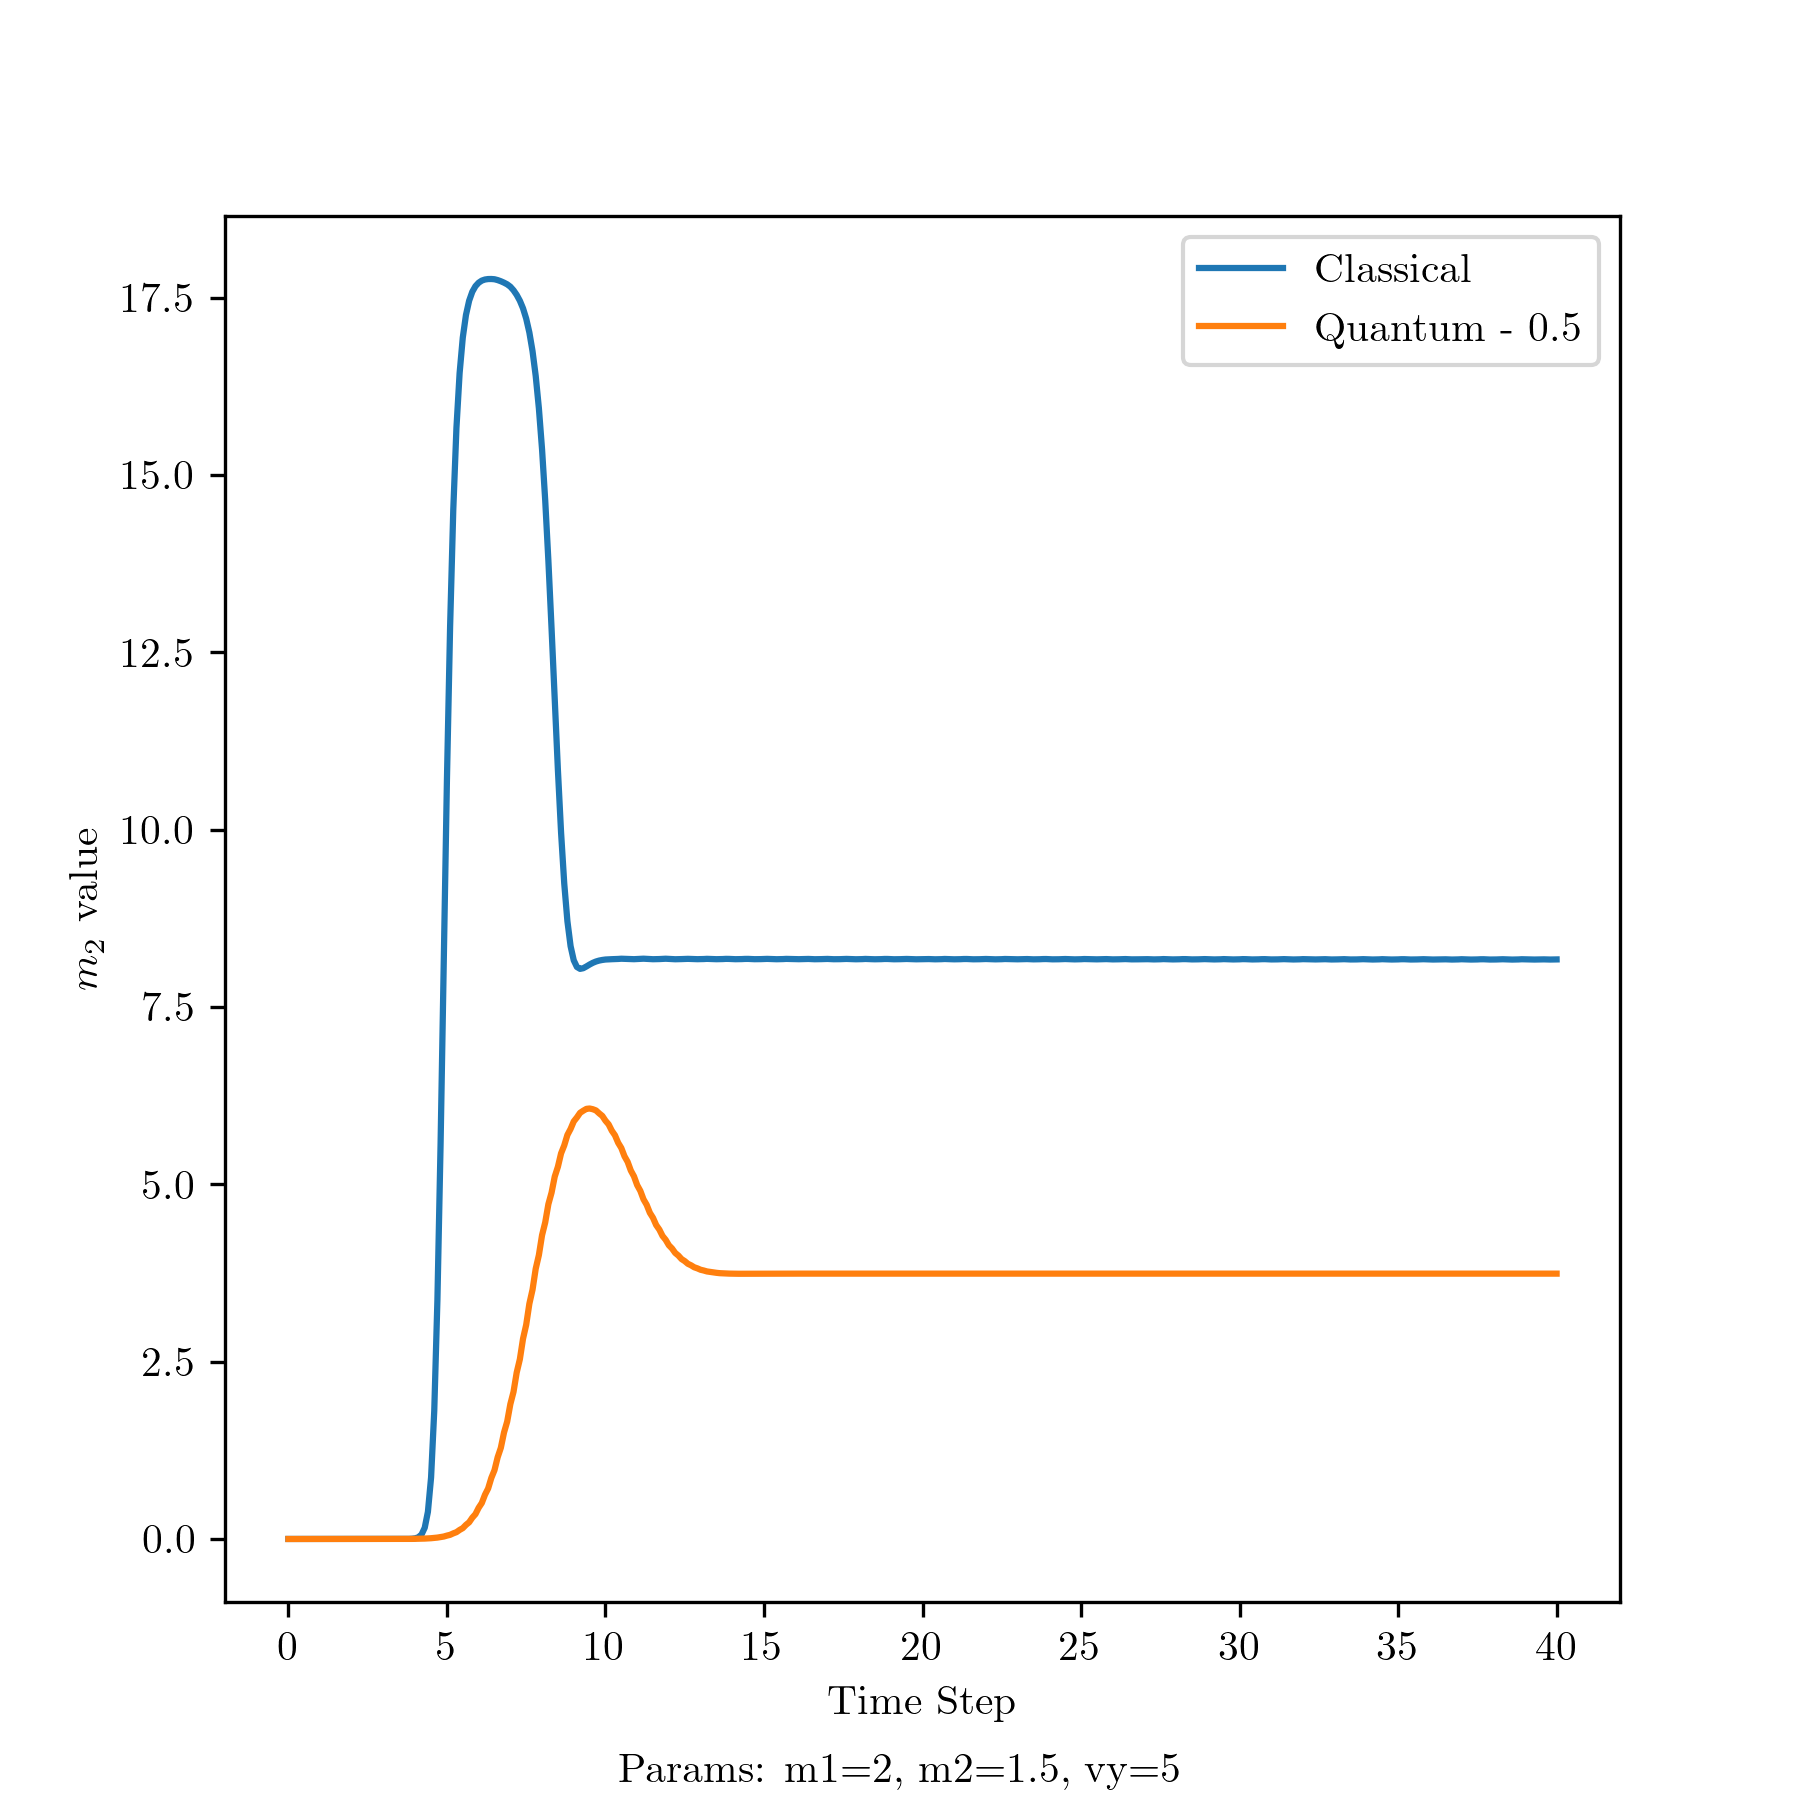 Classical
Quantum - 0.5
17.5
15.0
12.5
10.0
7.5
5.0
2.5
0.0
m₂ value
0 5 10 15 20 25 30 35 40
Time Step
Params: m1=2, m2=1.5, vy=5